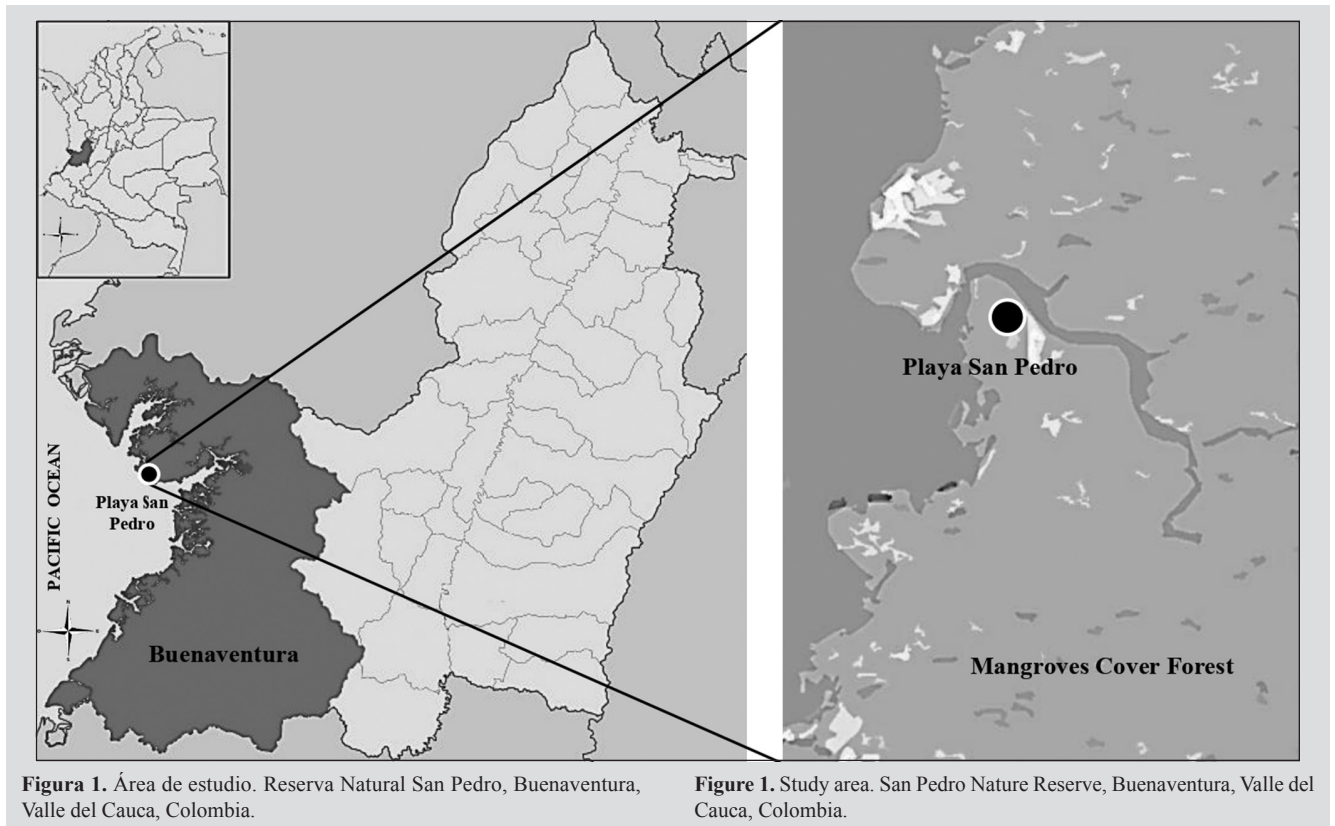 PACIFIC OCEAN
Playa San
Pedro
Buenaventura
Playa San Pedro
Mangroves Cover Forest
Figura 1. Área de estudio. Reserva Natural San Pedro, Buenaventura,
Valle del Cauca, Colombia.
Figure 1. Study area. San Pedro Nature Reserve, Buenaventura, Valle del
Cauca, Colombia.